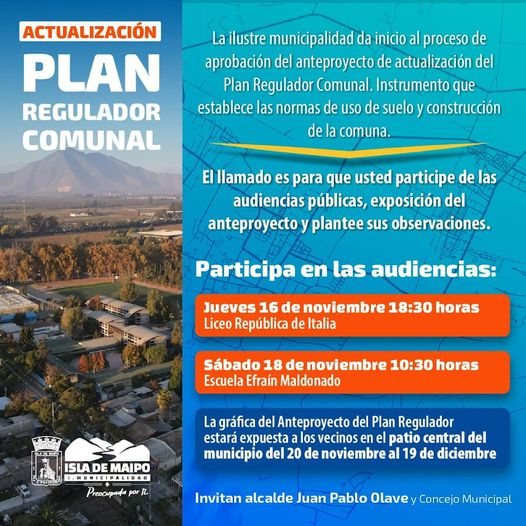 ACTUALIZACIÓN
PLAN
REGULADOR
COMUNAL
La ilustre municipalidad da inicio al proceso de
aprobación del anteproyecto de actualización del
Plan Regulador Comunal. Instrumento que
establece las normas de uso de suelo y construcción
de la comuna.
El llamado es para que usted participe de las
audiencias públicas, exposición del
anteproyecto y plantee sus observaciones.
Participa en las audiencias:
Jueves 16 de noviembre 18:30 horas
Liceo República de Italia
Sábado 18 de noviembre 10:30 horas
Escuela Efraín Maldonado
La gráfica del Anteproyecto del Plan Regulador
estará expuesta a los vecinos en el patio central del
municipio del 20 de noviembre al 19 de diciembre
ISLA DE MAIPO
I. MUNICIPALIDAD
Preocupada por ti
Invitan alcalde Juan Pablo Olave y Concejo Municipal